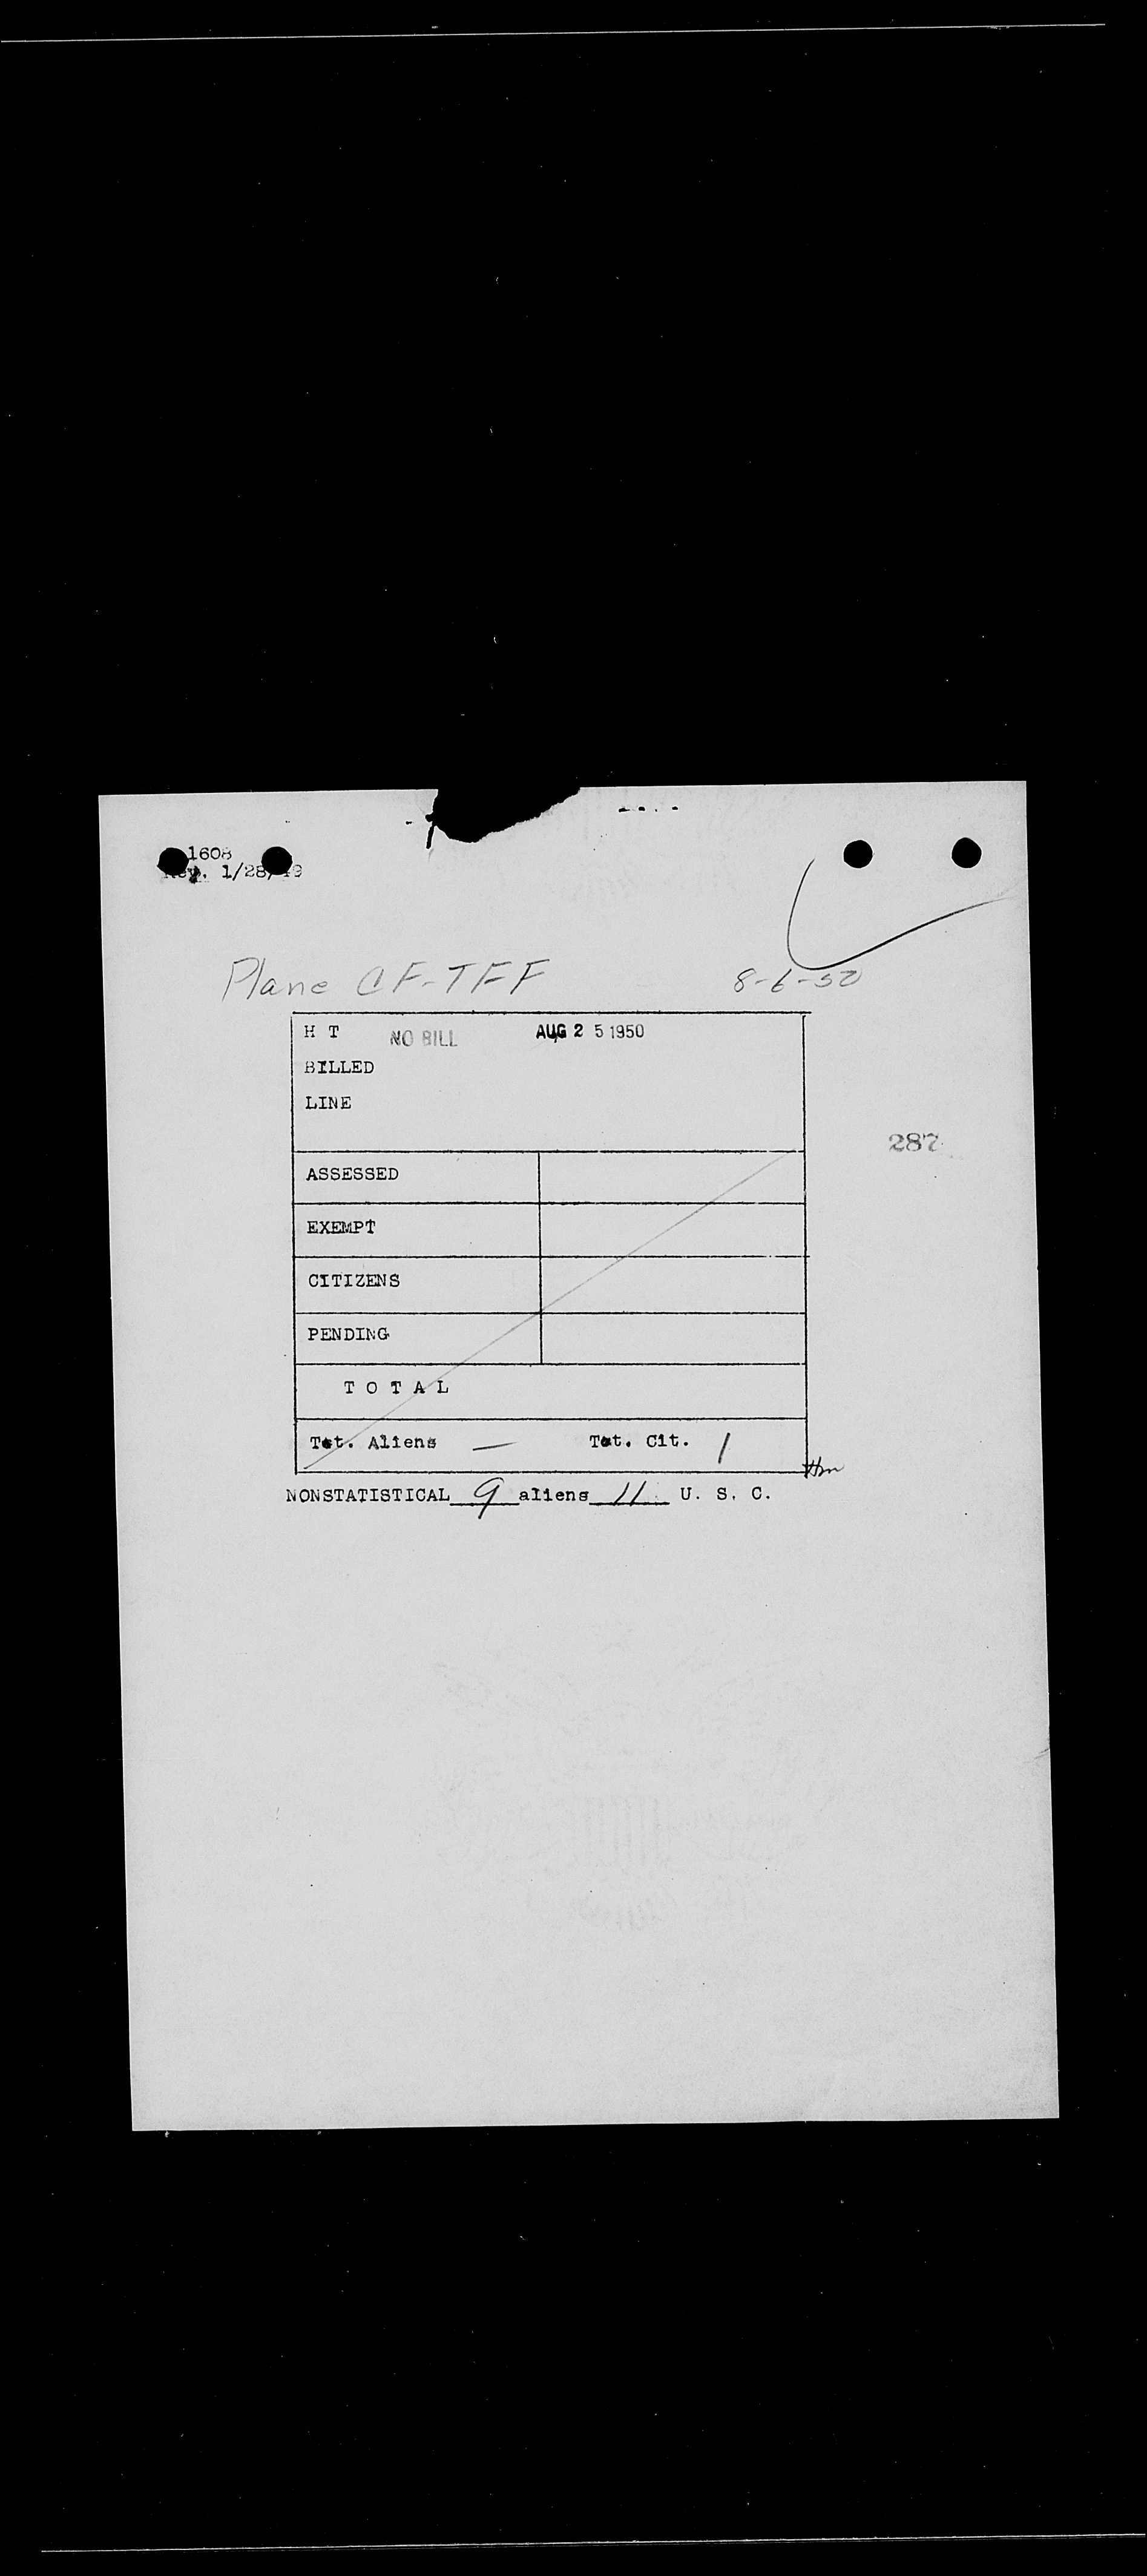 1608
Rev. 1/28/49
Plane CF-TFF 8-6-50
H T NO BILL AUG 25 1950
BILLED
LINE
287
ASSESSED
EXEMPT
CITIZENS
PENDING
T O T A L
Tot. Aliens — Tot. Cit. 1
NONSTATISTICAL 9 aliens 11 U. S. C.